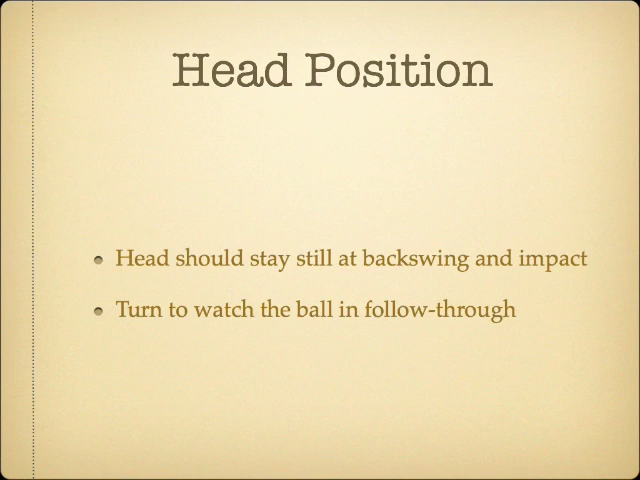 Head Position
Head should stay still at backswing and impact
Turn to watch the ball in follow-through